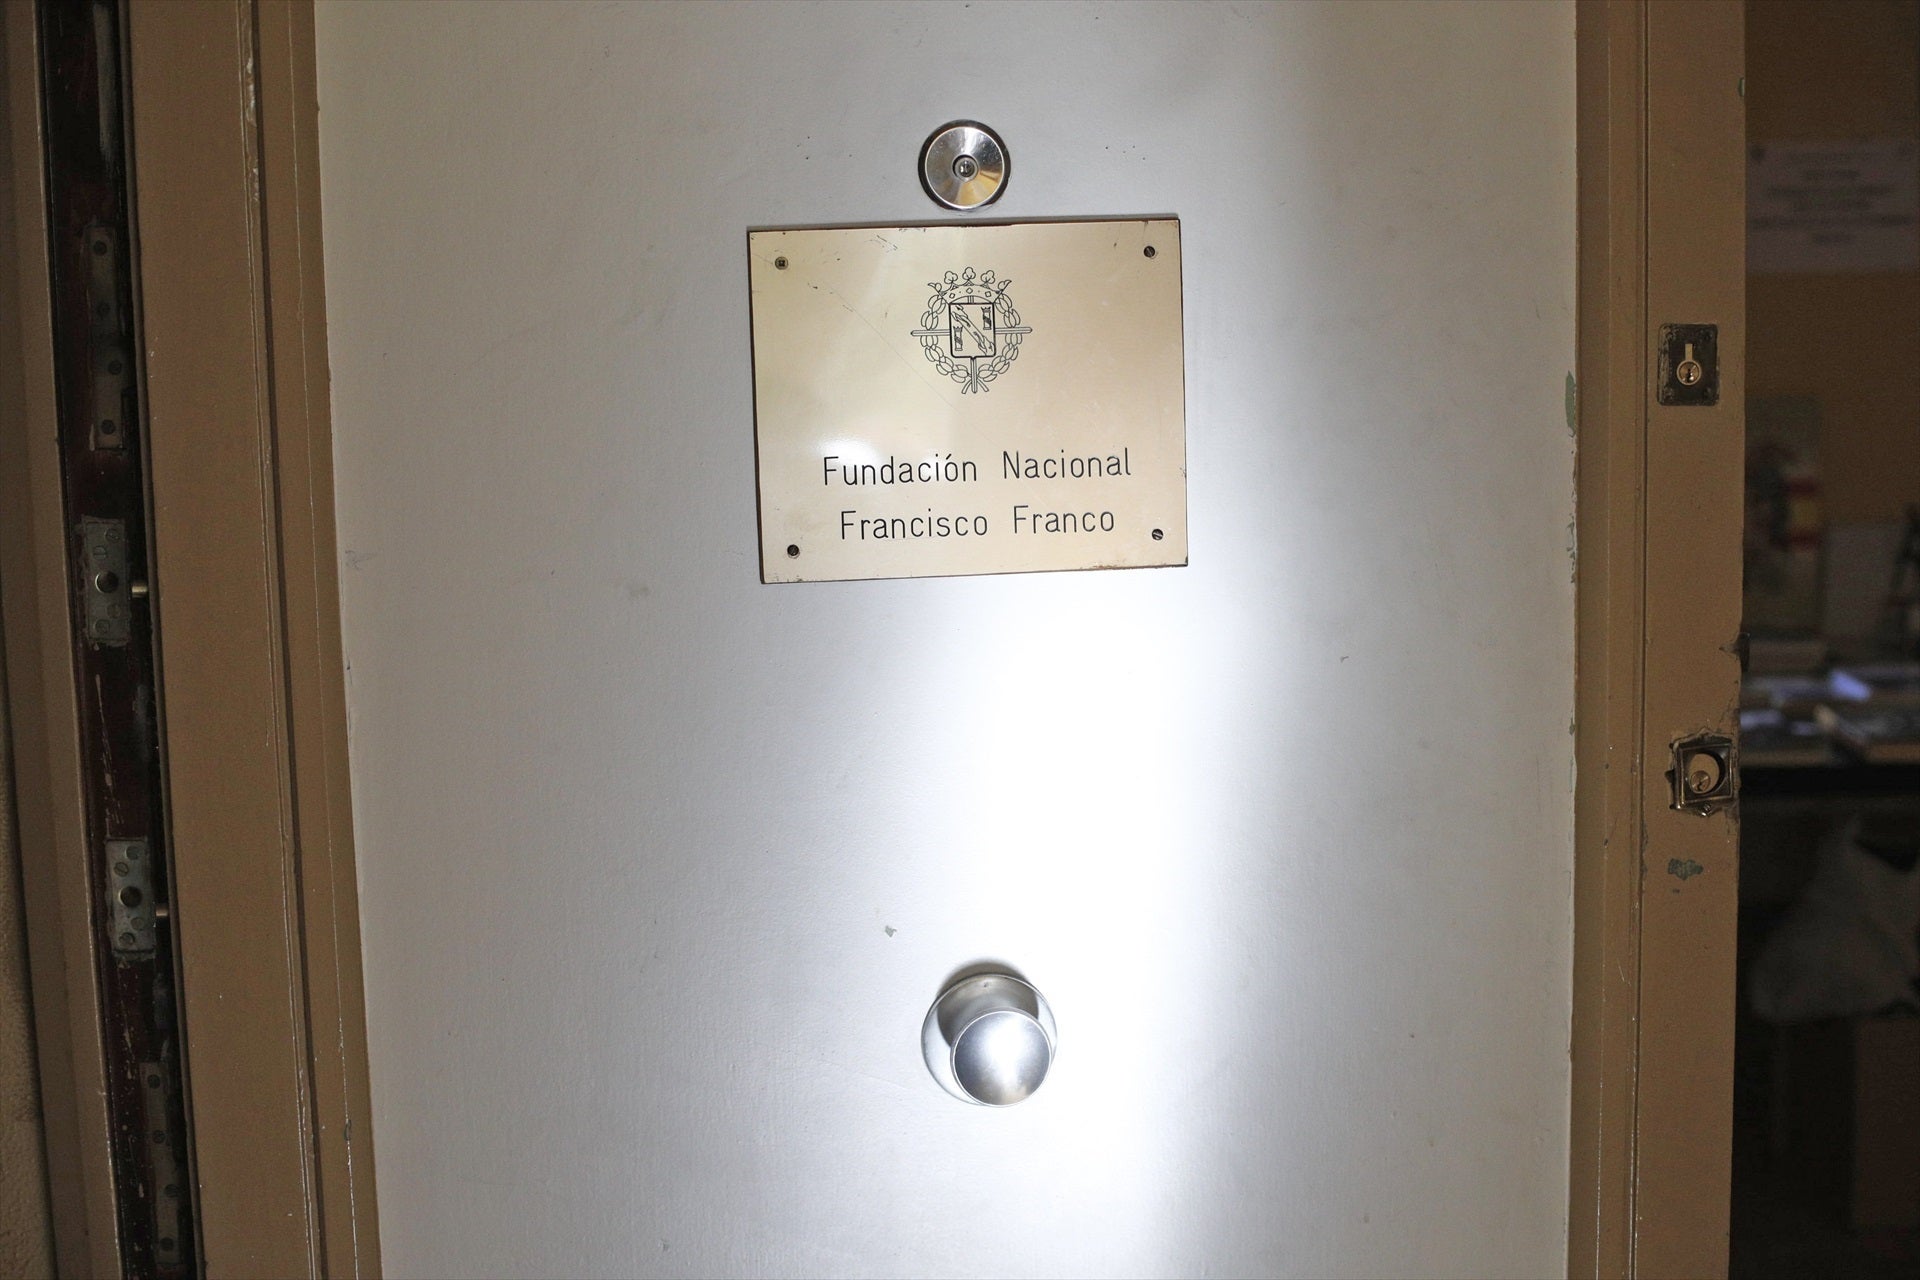 Fundación Nacional
Francisco Franco